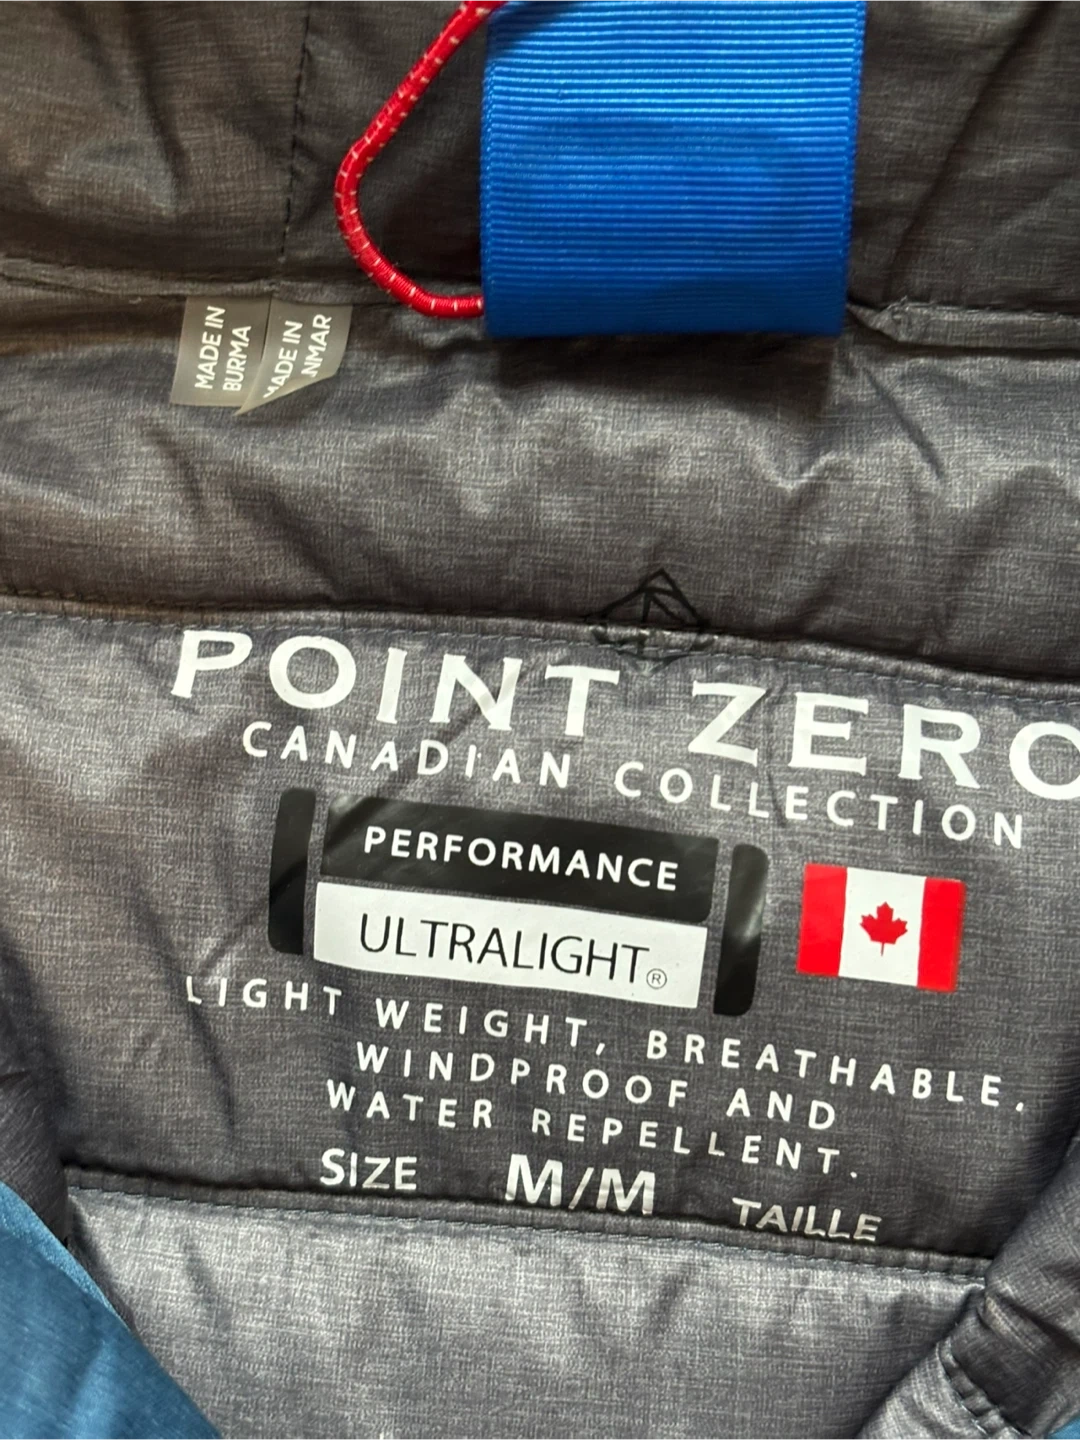 MADE IN
BURMA
MADE IN
NMAR
POINT ZERO
CANADIAN COLLECTION
PERFORMANCE
ULTRALIGHT®
LIGHT WEIGHT, BREATHABLE.
WINDPROOF AND
WATER REPELLENT.
SIZE M/M TAILLE